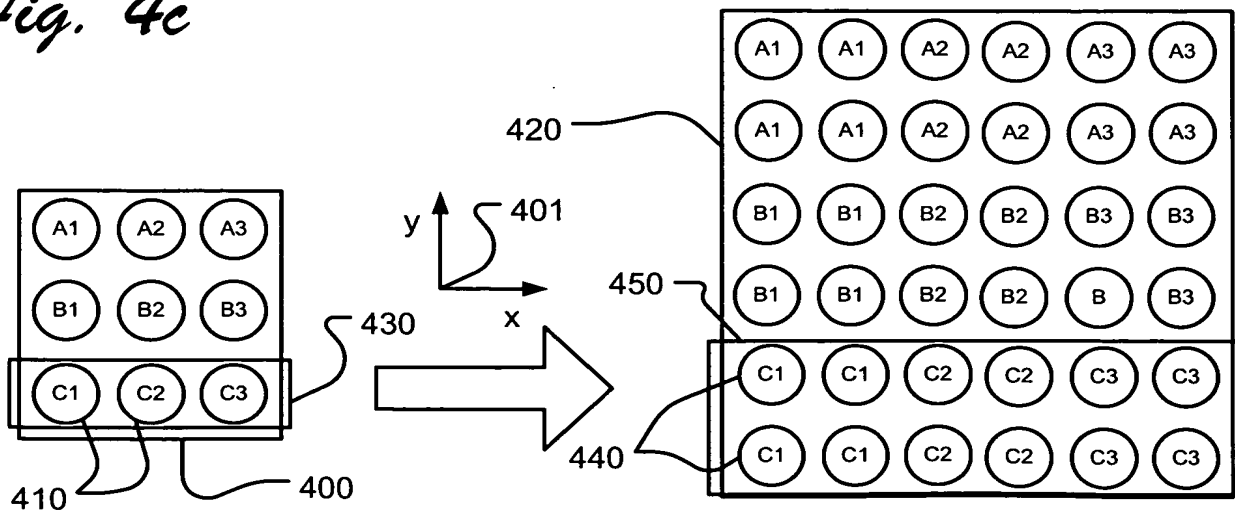 Fig. 4c
A1 A1 A2 A2 A3 A3
420
A1 A1 A2 A2 A3 A3
A1 A2 A3
y
401
B1 B1 B2 B2 B3 B3
450
B1 B1 B2 B2 B B3
B1 B2 B3
x
430
C1 C1 C2 C2 C3 C3
C1 C2 C3
440
C1 C1 C2 C2 C3 C3
410
400